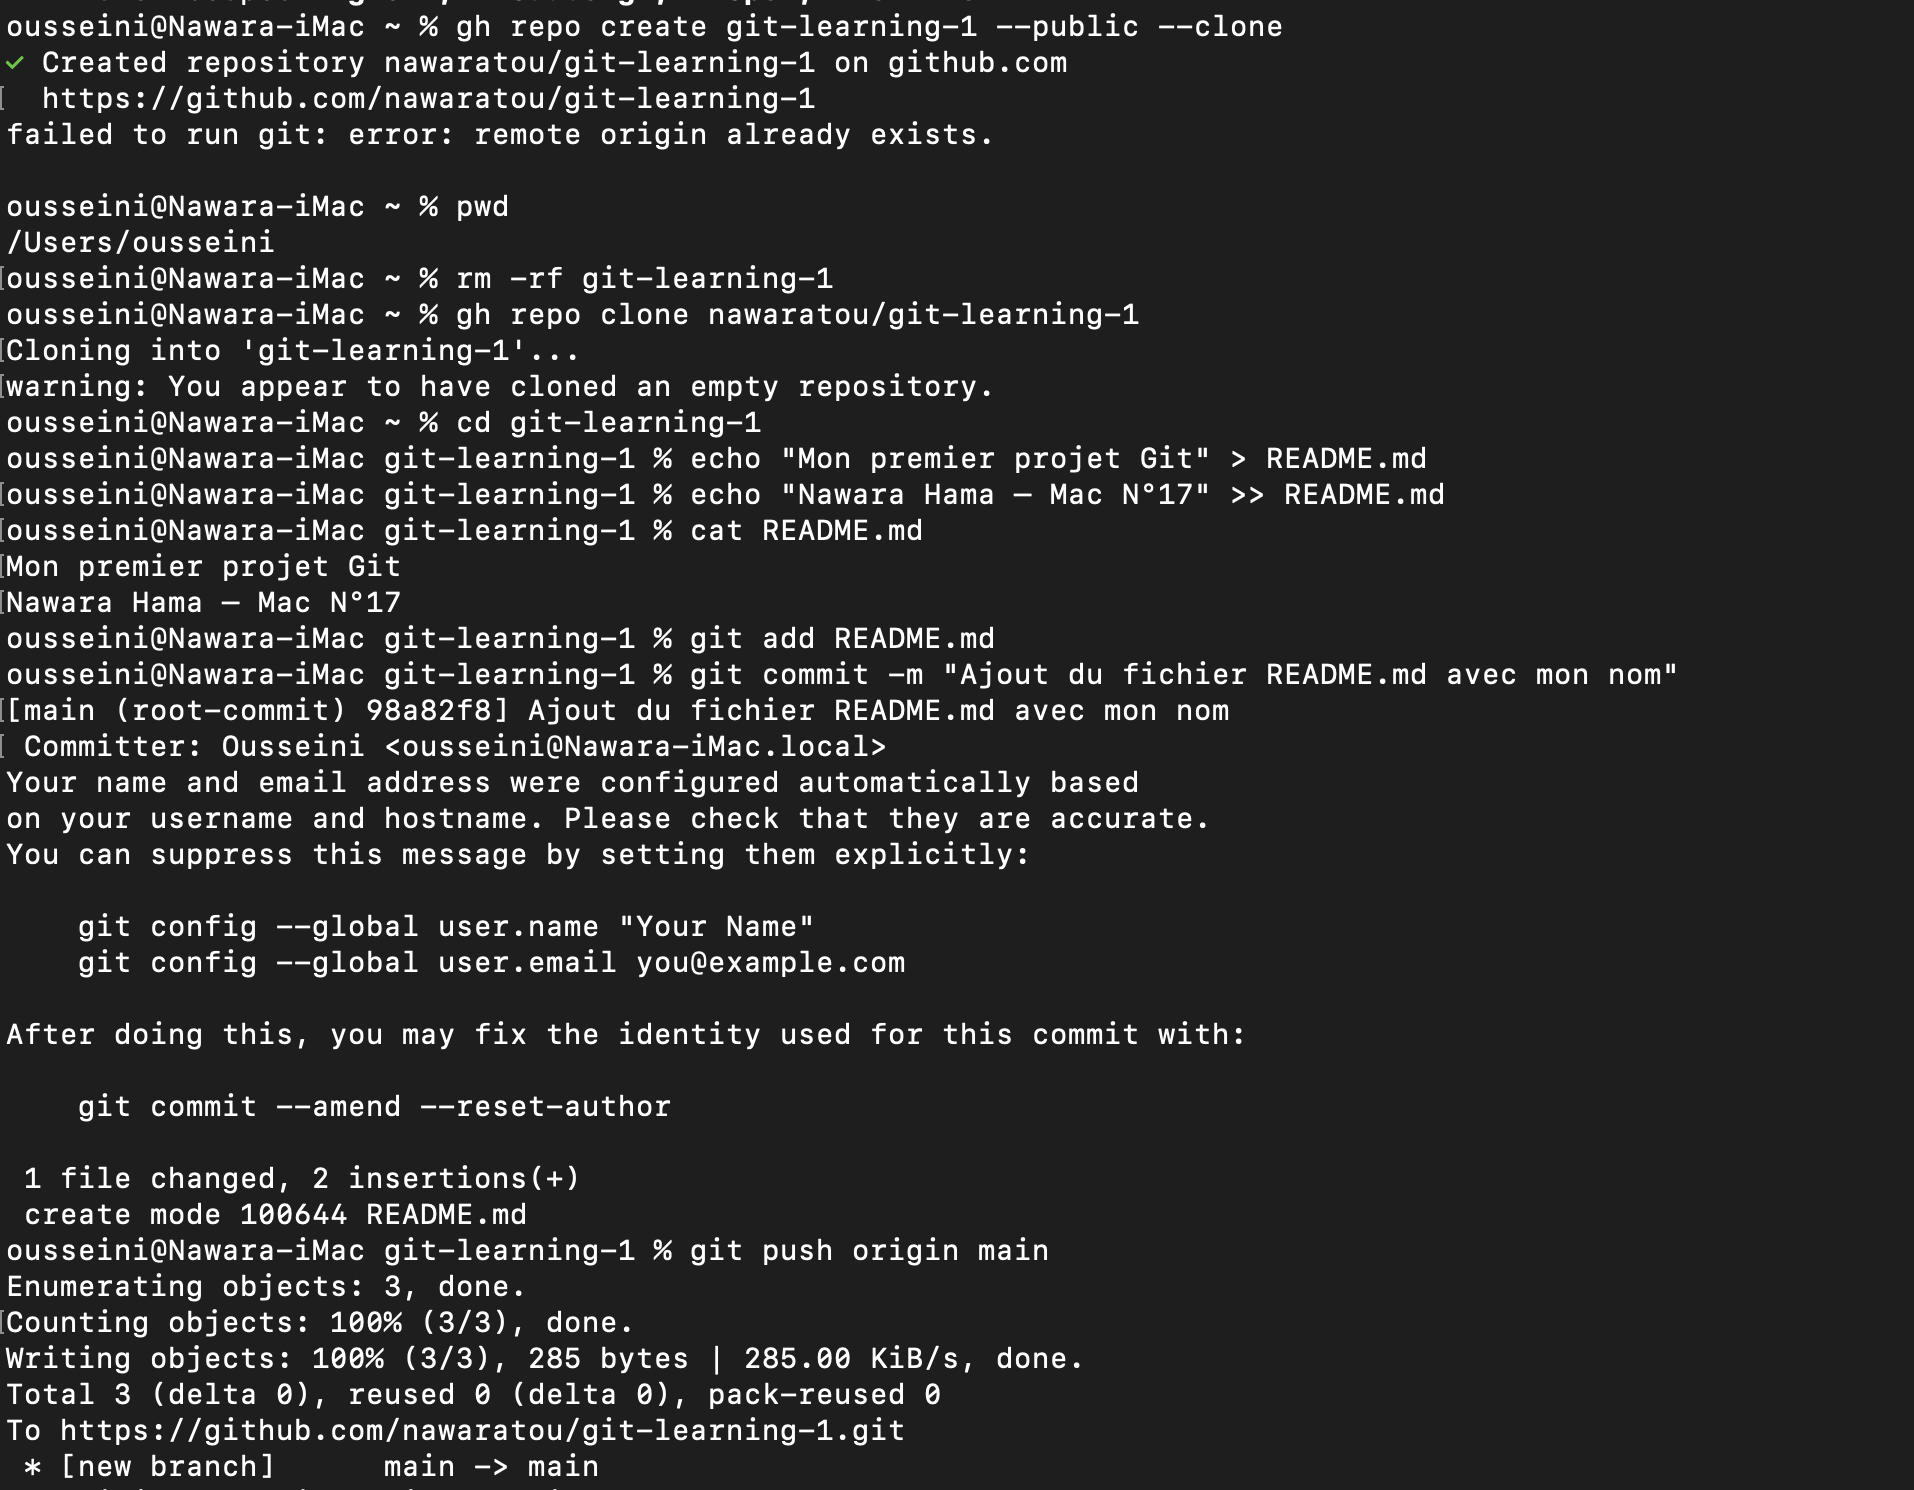 ousseini@Nawara-iMac ~ % gh repo create git-learning-1 --public --clone
✓ Created repository nawaratou/git-learning-1 on github.com
  https://github.com/nawaratou/git-learning-1
failed to run git: error: remote origin already exists.

ousseini@Nawara-iMac ~ % pwd
/Users/ousseini
ousseini@Nawara-iMac ~ % rm -rf git-learning-1
ousseini@Nawara-iMac ~ % gh repo clone nawaratou/git-learning-1
Cloning into 'git-learning-1'...
warning: You appear to have cloned an empty repository.
ousseini@Nawara-iMac ~ % cd git-learning-1
ousseini@Nawara-iMac git-learning-1 % echo "Mon premier projet Git" > README.md
ousseini@Nawara-iMac git-learning-1 % echo "Nawara Hama – Mac N°17" >> README.md
ousseini@Nawara-iMac git-learning-1 % cat README.md
Mon premier projet Git
Nawara Hama – Mac N°17
ousseini@Nawara-iMac git-learning-1 % git add README.md
ousseini@Nawara-iMac git-learning-1 % git commit -m "Ajout du fichier README.md avec mon nom"
[main (root-commit) 98a82f8] Ajout du fichier README.md avec mon nom
 Committer: Ousseini <ousseini@Nawara-iMac.local>
Your name and email address were configured automatically based
on your username and hostname. Please check that they are accurate.
You can suppress this message by setting them explicitly:

    git config --global user.name "Your Name"
    git config --global user.email you@example.com

After doing this, you may fix the identity used for this commit with:

    git commit --amend --reset-author

 1 file changed, 2 insertions(+)
 create mode 100644 README.md
ousseini@Nawara-iMac git-learning-1 % git push origin main
Enumerating objects: 3, done.
Counting objects: 100% (3/3), done.
Writing objects: 100% (3/3), 285 bytes | 285.00 KiB/s, done.
Total 3 (delta 0), reused 0 (delta 0), pack-reused 0
To https://github.com/nawaratou/git-learning-1.git
 * [new branch]      main -> main